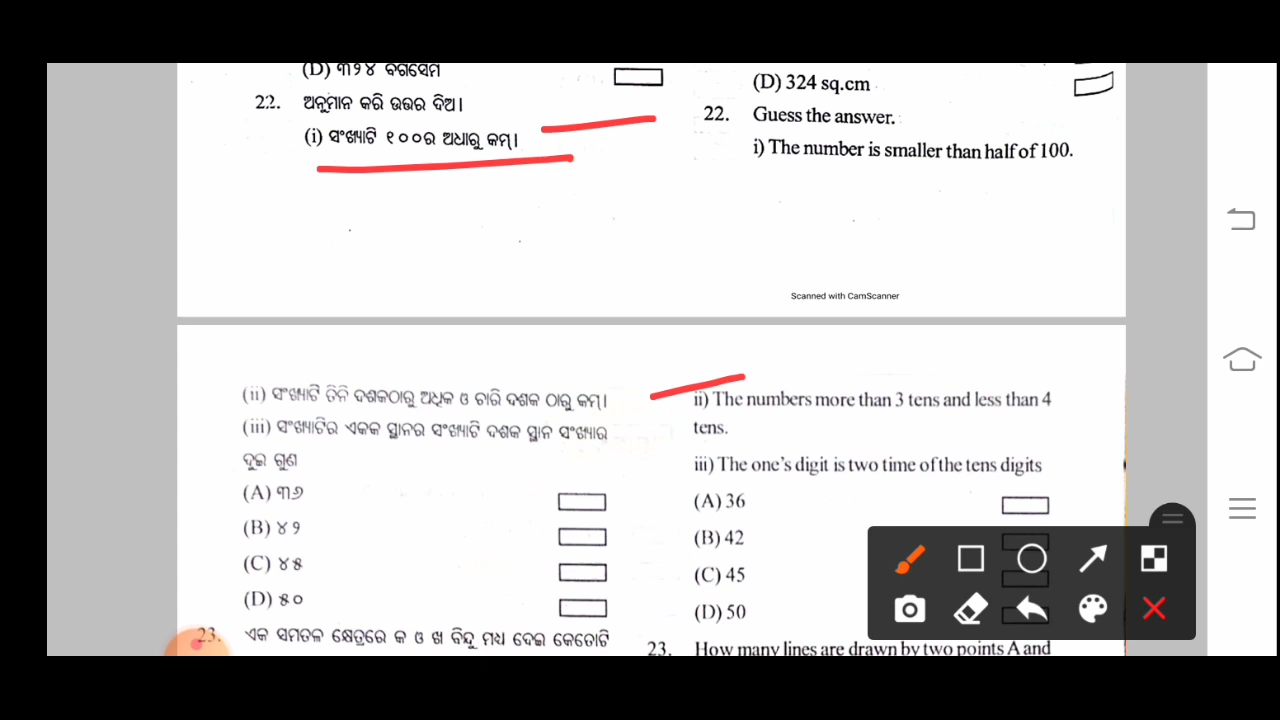 (D) ୩୨୪ ବର୍ଗସେମି
22. ଅନୁମାନ କରି ଉତ୍ତର ଦିଅ।
(i) ସଂଖ୍ୟାଟି ୧୦୦ର ଅଧାରୁ କମ୍।
(D) 324 sq.cm
22. Guess the answer.
i) The number is smaller than half of 100.
Scanned with CamScanner
(ii) ସଂଖ୍ୟାଟି ତିନି ଦଶକଠାରୁ ଅଧିକ ଓ ଚାରି ଦଶକ ଠାରୁ କମ୍।
(iii) ସଂଖ୍ୟାଟିର ଏକକ ସ୍ଥାନର ସଂଖ୍ୟାଟି ଦଶକ ସ୍ଥାନ ସଂଖ୍ୟାର
ଦୁଇ ଗୁଣ
(A) ୩୬
(B) ୪୨
(C) ୪୫
(D) ୫୦
23. ଏକ ସମତଳ କ୍ଷେତ୍ରରେ କ ଓ ଖ ବିନ୍ଦୁ ମଧ୍ୟ ଦେଇ କେତୋଟି
ii) The numbers more than 3 tens and less than 4
tens.
iii) The one's digit is two time of the tens digits
(A) 36
(B) 42
(C) 45
(D) 50
23. How many lines are drawn by two points A and